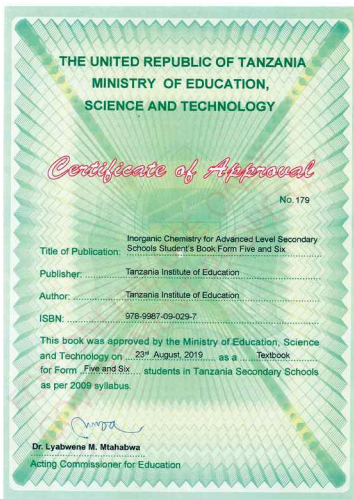 THE UNITED REPUBLIC OF TANZANIA
MINISTRY OF EDUCATION,
SCIENCE AND TECHNOLOGY
Certificate of Approval
No. 179
Title of Publication: Inorganic Chemistry for Advanced Level Secondary
Schools Student's Book Form Five and Six
Publisher: Tanzania Institute of Education
Author: Tanzania Institute of Education
ISBN: 978-9987-09-029-7
This book was approved by the Ministry of Education, Science
and Technology on 23rd August, 2019 as a Textbook
for Form Five and Six students in Tanzania Secondary Schools
as per 2009 syllabus.
Dr. Lyabwene M. Mtahabwa
Acting Commissioner for Education